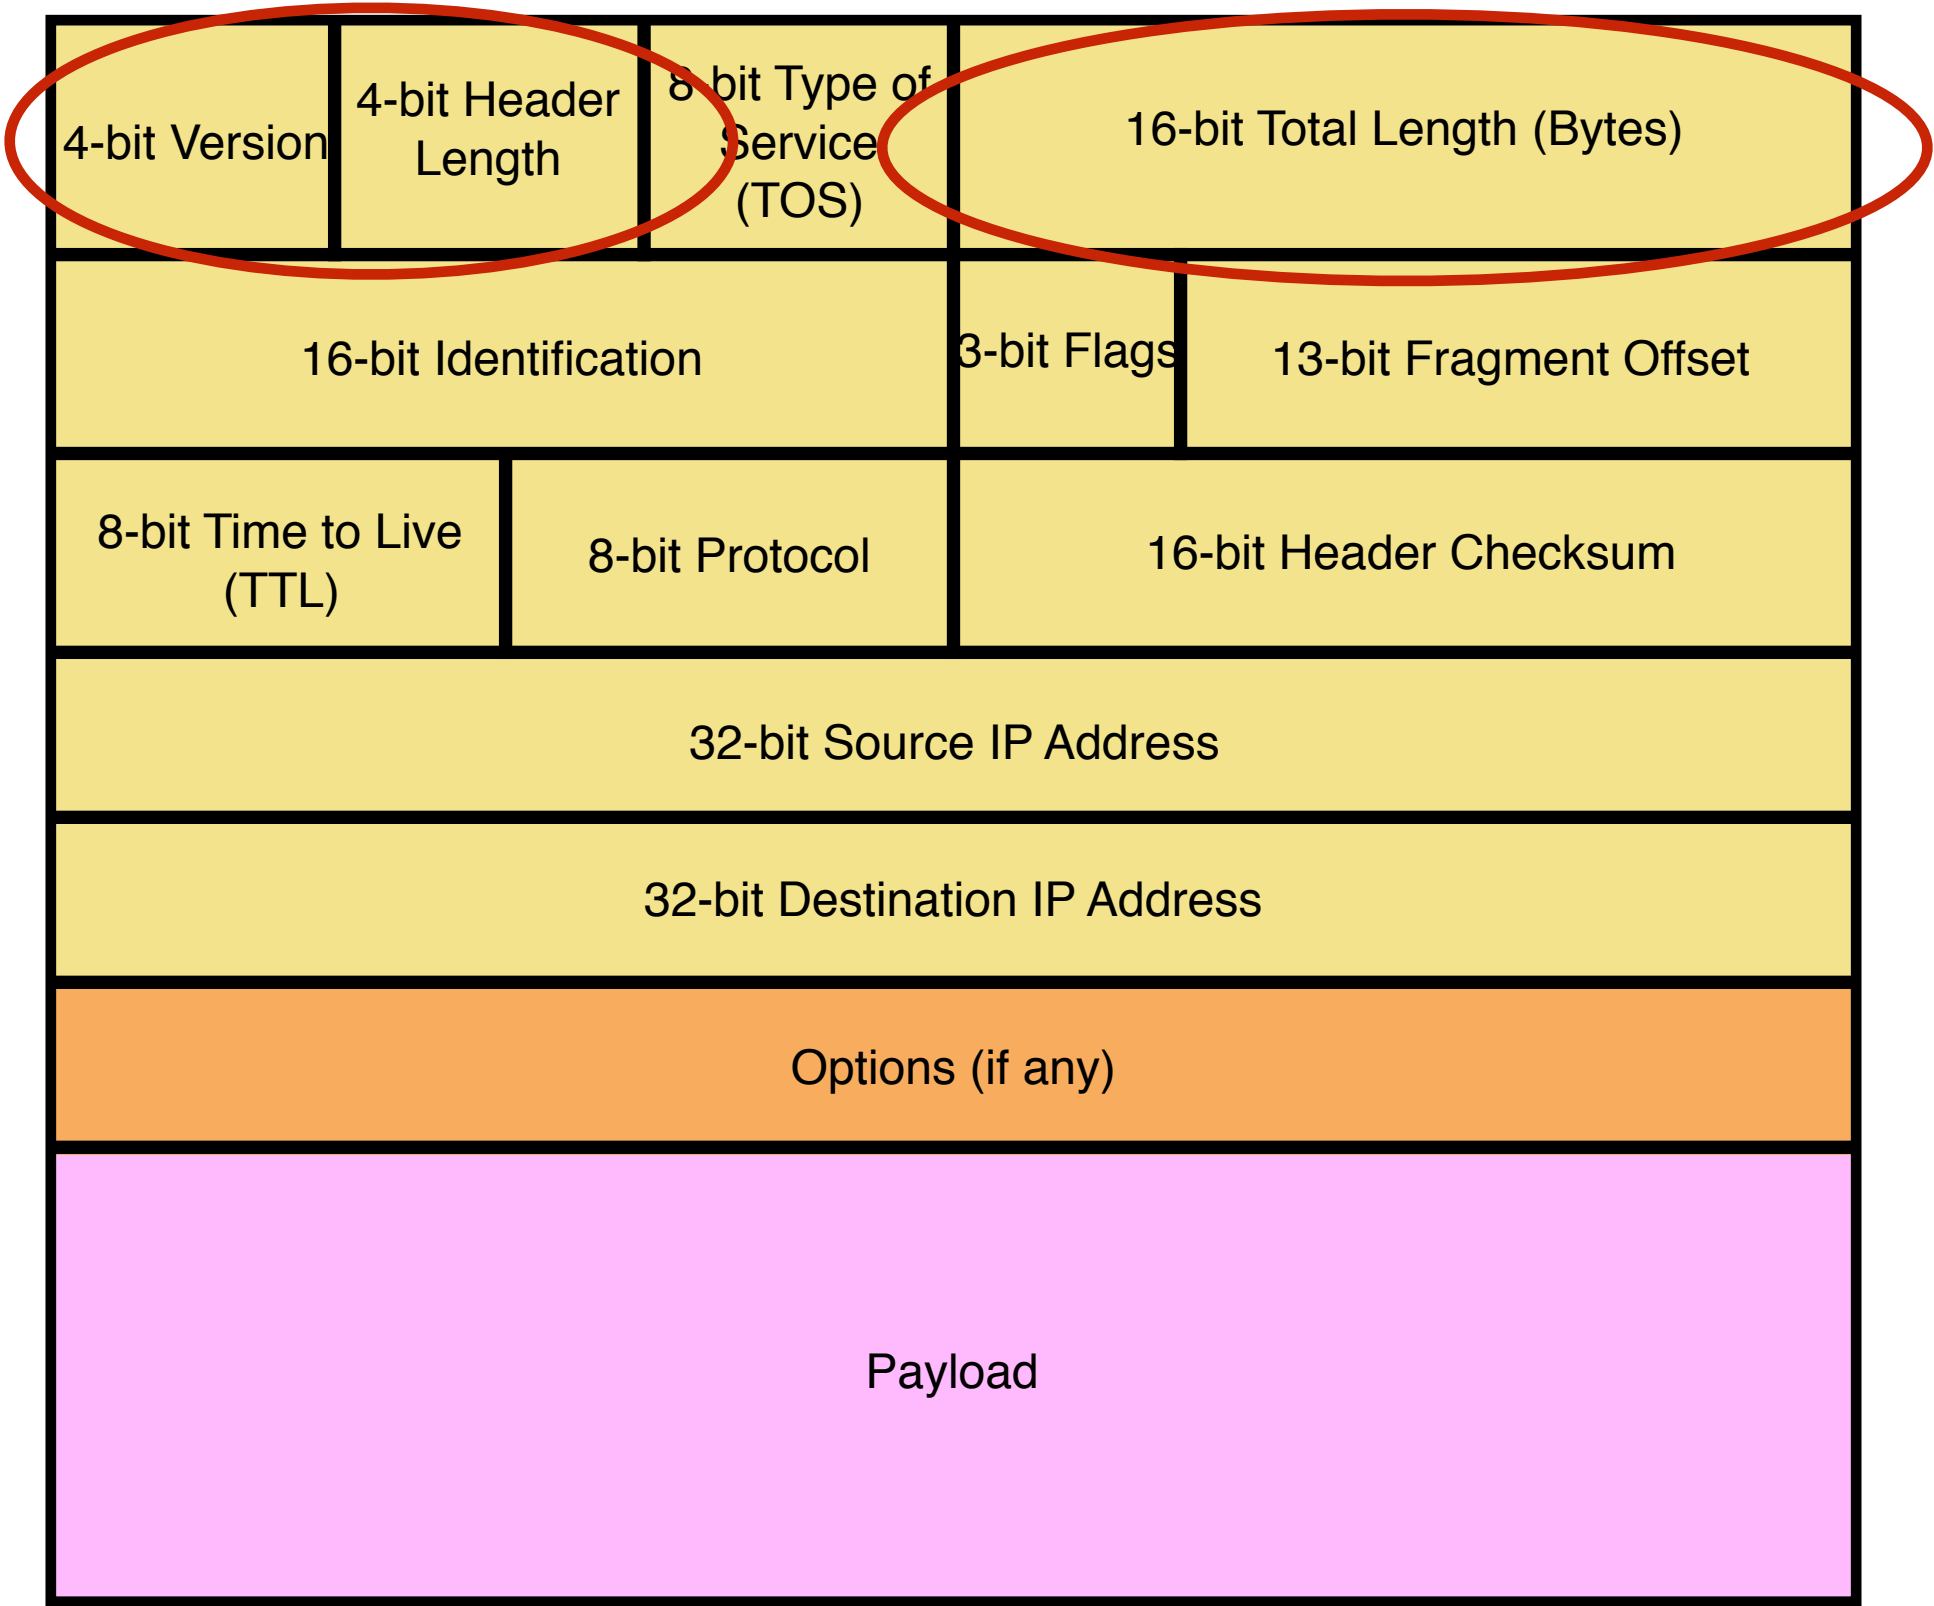 4-bit Version
4-bit Header
Length
8-bit Type of
Service
(TOS)
16-bit Total Length (Bytes)
16-bit Identification
3-bit Flags
13-bit Fragment Offset
8-bit Time to Live
(TTL)
8-bit Protocol
16-bit Header Checksum
32-bit Source IP Address
32-bit Destination IP Address
Options (if any)
Payload